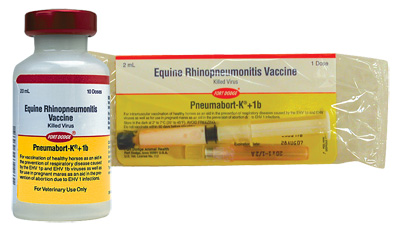 20 mL 10 Doses
Equine Rhinopneumonitis
Vaccine
Killed Virus
FORT DODGE
Pneumabort-K®+1b
For vaccination of healthy horses as an aid in
the prevention of respiratory disease caused
by the EHV 1p and EHV 1b viruses as well as
for use in pregnant mares as an aid in the pre-
vention of abortion due to EHV 1 infections.
For Veterinary Use Only
2 mL 1 Dose
Equine Rhinopneumonitis Vaccine
Killed Virus
FORT DODGE
Pneumabort-K®+1b